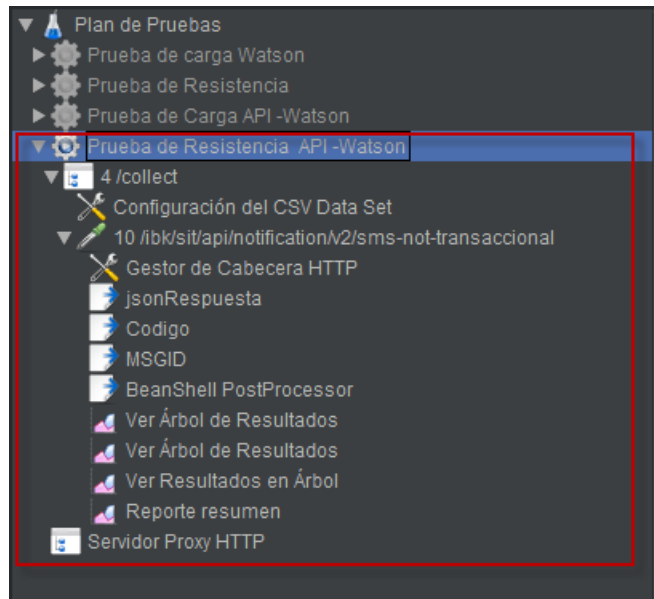 Plan de Pruebas
Prueba de carga Watson
Prueba de Resistencia
Prueba de Carga API -Watson
Prueba de Resistencia API -Watson
4 /collect
Configuración del CSV Data Set
10 /ibk/sit/api/notification/v2/sms-not-transaccional
Gestor de Cabecera HTTP
jsonRespuesta
Codigo
MSGID
BeanShell PostProcessor
Ver Árbol de Resultados
Ver Árbol de Resultados
Ver Resultados en Árbol
Reporte resumen
Servidor Proxy HTTP